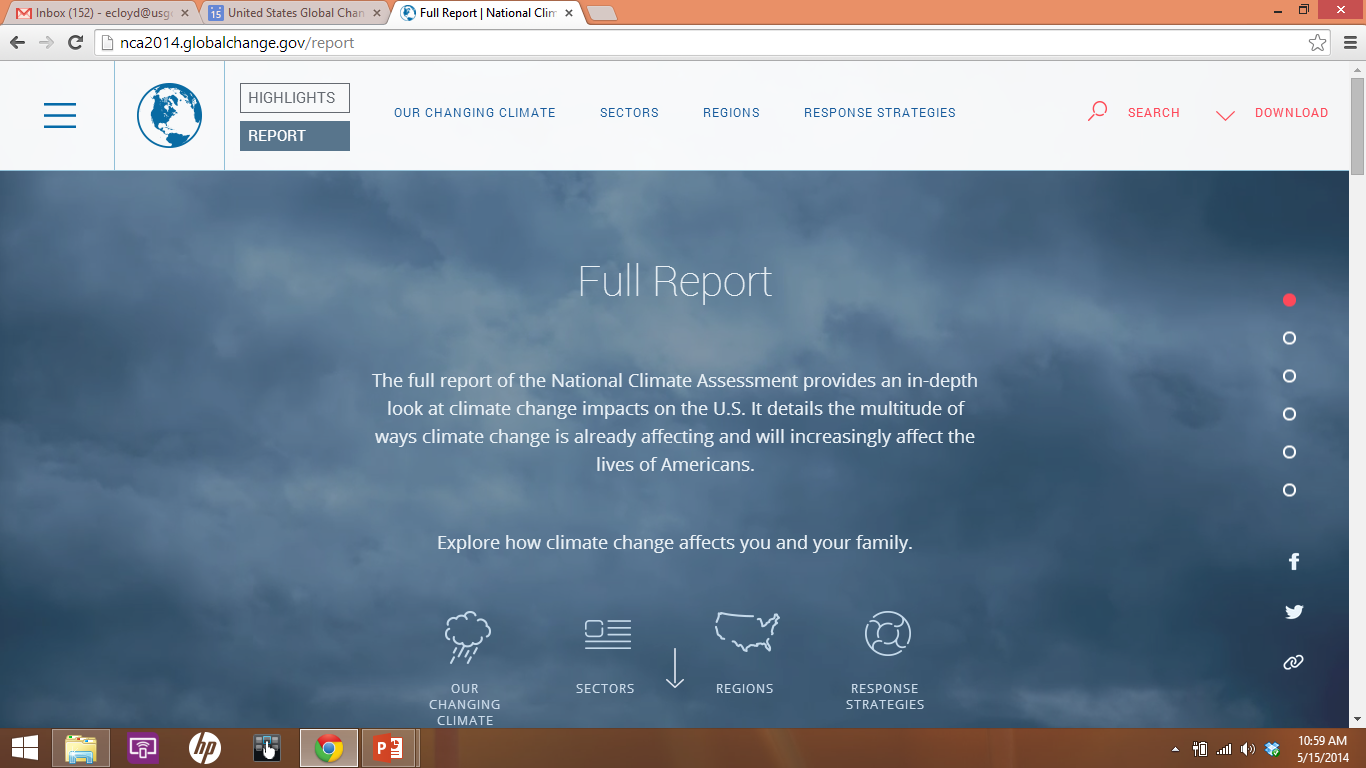 Inbox (152) - ecloyd@usg
15 United States Global Chan
Full Report | National Clim
nca2014.globalchange.gov/report
HIGHLIGHTS
REPORT
OUR CHANGING CLIMATE SECTORS REGIONS RESPONSE STRATEGIES
SEARCH DOWNLOAD
Full Report
The full report of the National Climate Assessment provides an in-depth
look at climate change impacts on the U.S. It details the multitude of
ways climate change is already affecting and will increasingly affect the
lives of Americans.
Explore how climate change affects you and your family.
OUR
CHANGING
CLIMATE
SECTORS
REGIONS
RESPONSE
STRATEGIES
hp
P
10:59 AM
5/15/2014